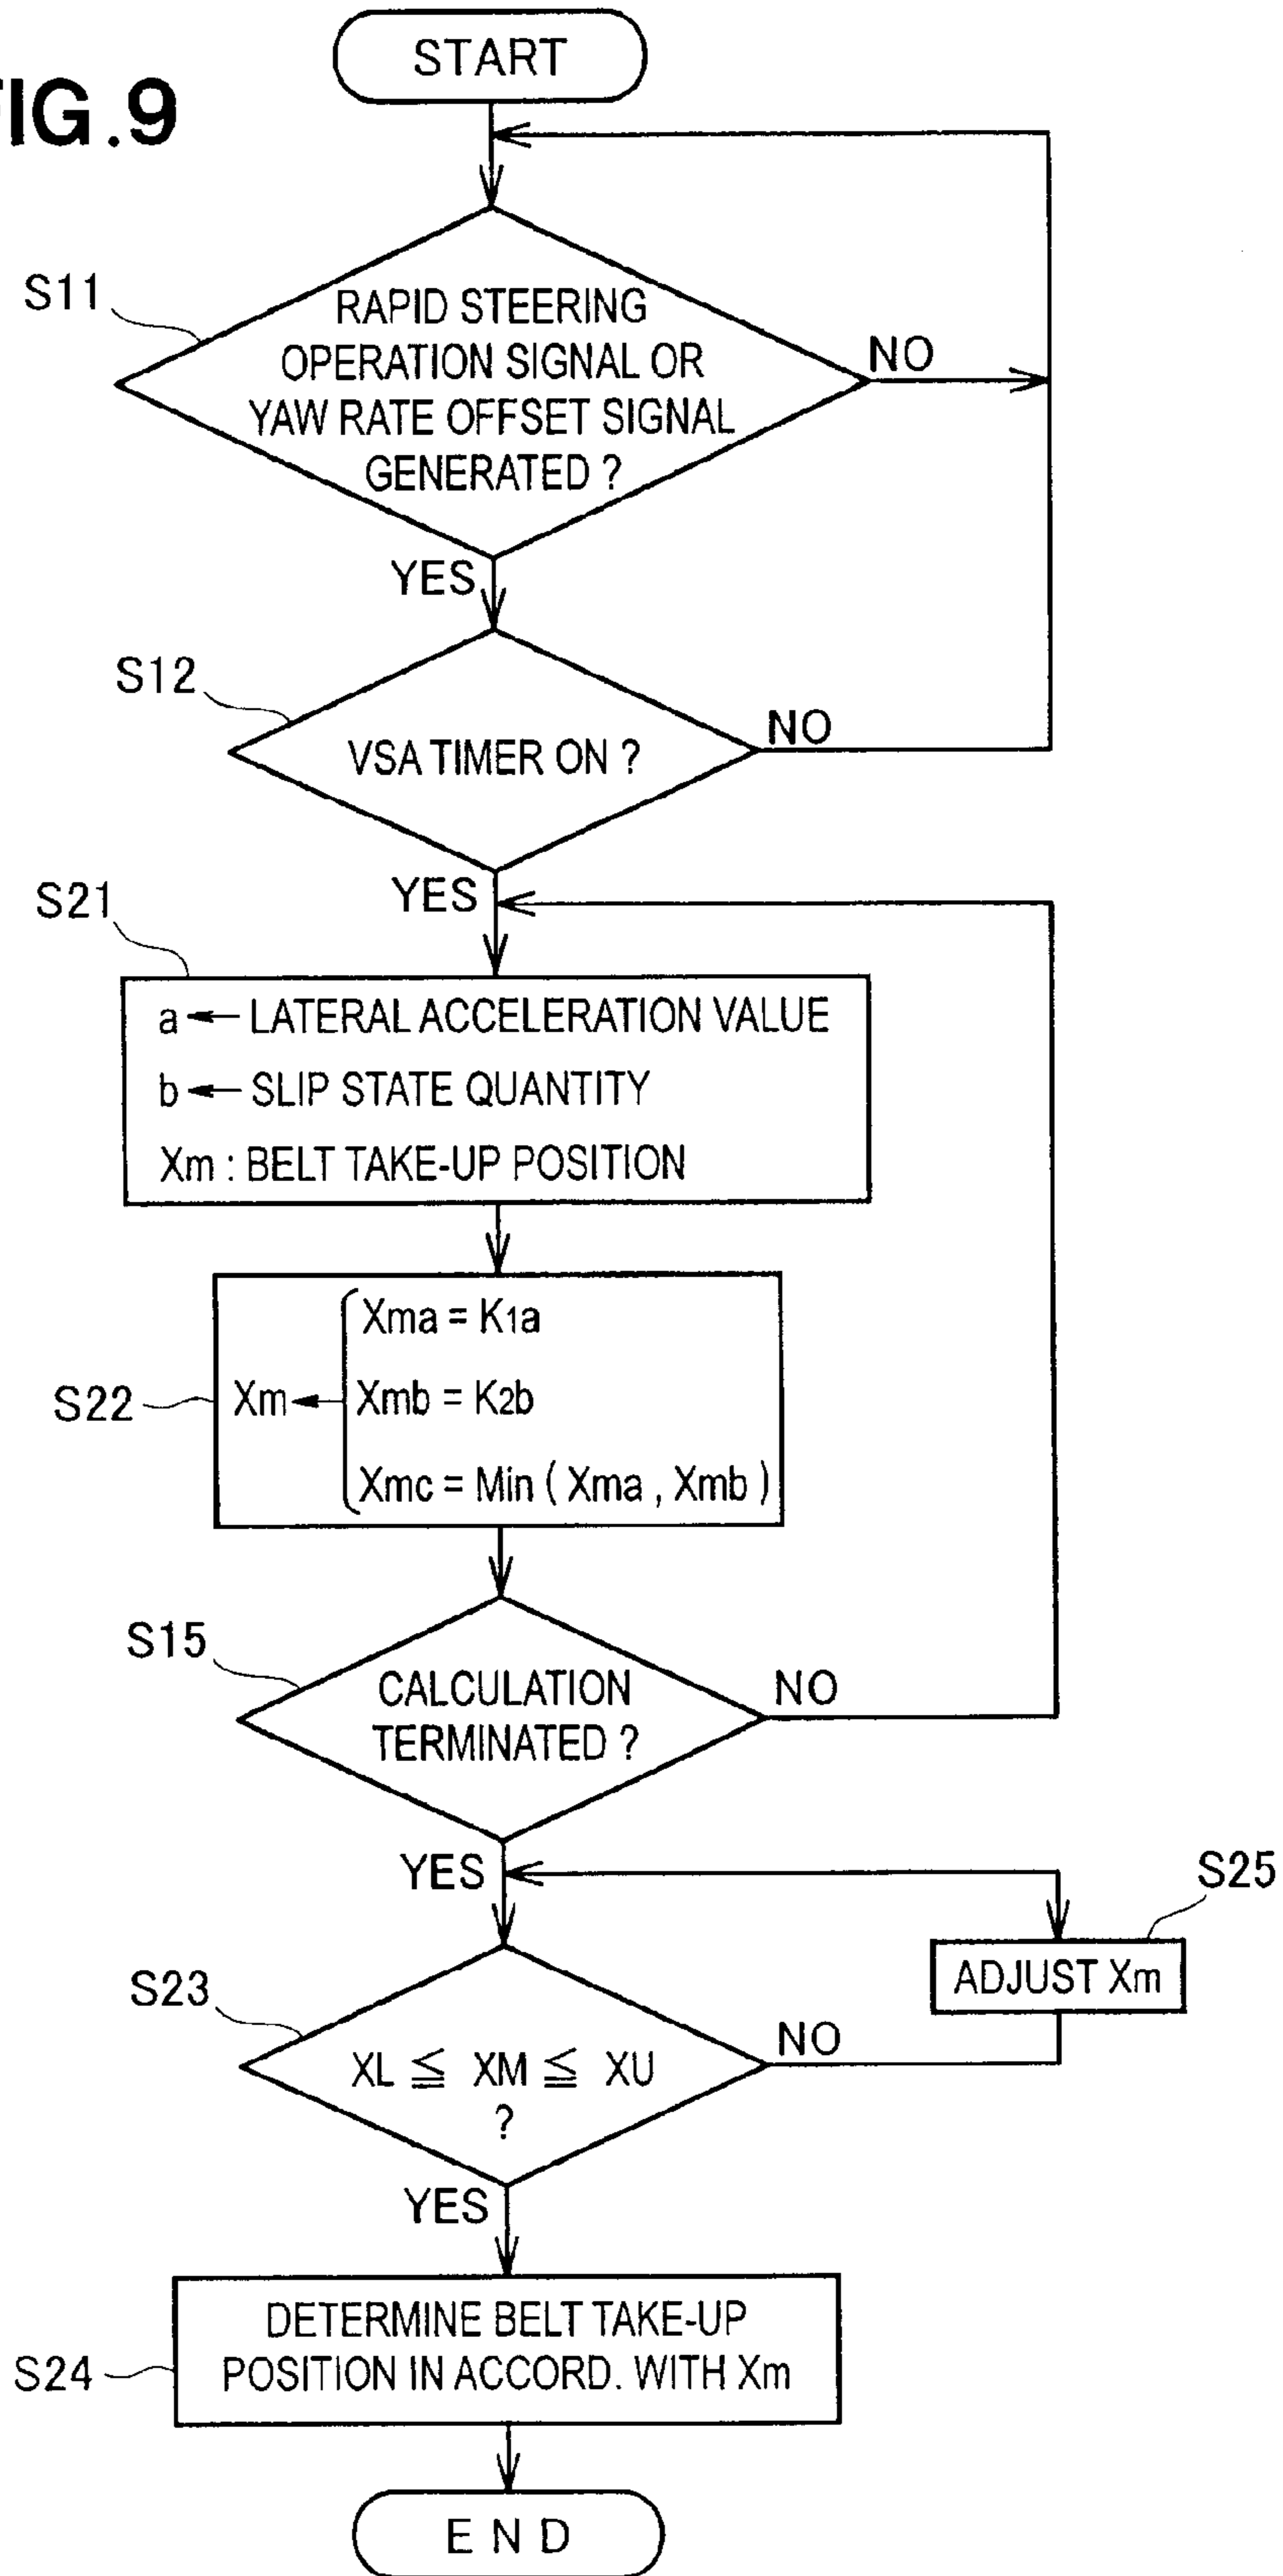 FIG.9
START
S11
RAPID STEERING
OPERATION SIGNAL OR
YAW RATE OFFSET SIGNAL
GENERATED ?
NO
YES
S12
VSA TIMER ON ?
NO
YES
S21
a ← LATERAL ACCELERATION VALUE
b ← SLIP STATE QUANTITY
Xm : BELT TAKE-UP POSITION
S22
Xm ←
Xma = K1a
Xmb = K2b
Xmc = Min ( Xma , Xmb )
S15
CALCULATION
TERMINATED ?
NO
YES
S25
ADJUST Xm
S23
XL ≦ XM ≦ XU
?
NO
YES
S24
DETERMINE BELT TAKE-UP
POSITION IN ACCORD. WITH Xm
END